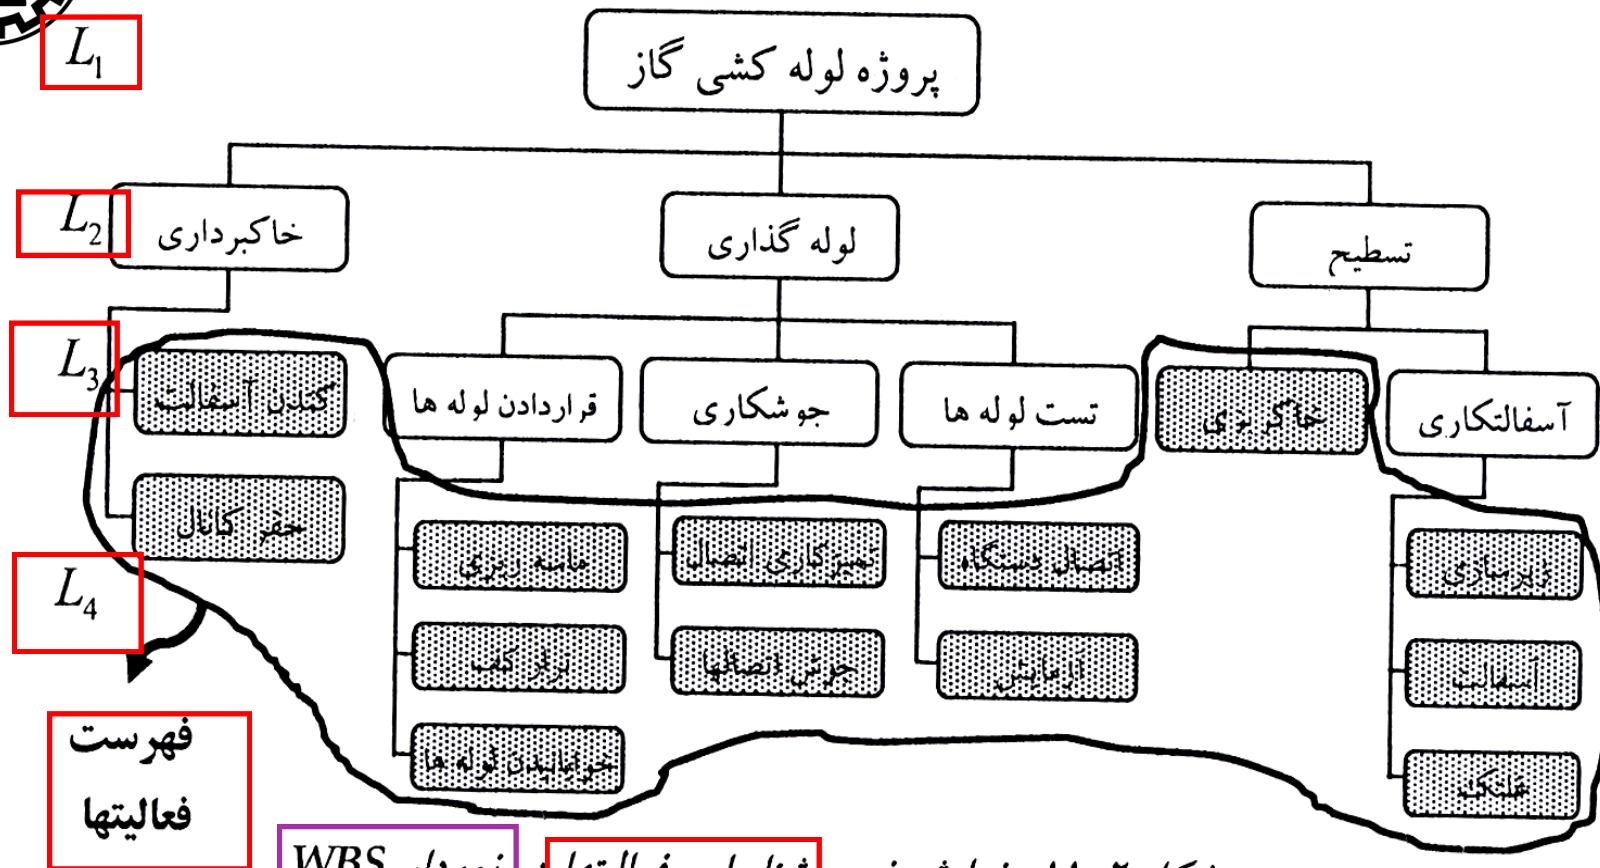 L1
پروژه لوله کشی گاز
L2
خاکبرداری
لوله گذاری
تسطیح
L3
کندن آسفالت
قراردادن لوله ها
جوشکاری
تست لوله ها
خاکریزی
آسفالتکاری
حفر کانال
L4
ماسه ریزی
تمیزکاری اتصال
اتصال دستگاه
زیرسازی
تراز کف
جوش اتصالها
آزمایش
آسفالت
خوابانیدن لوله ها
غلتک
فهرست
فعالیتها
WBS